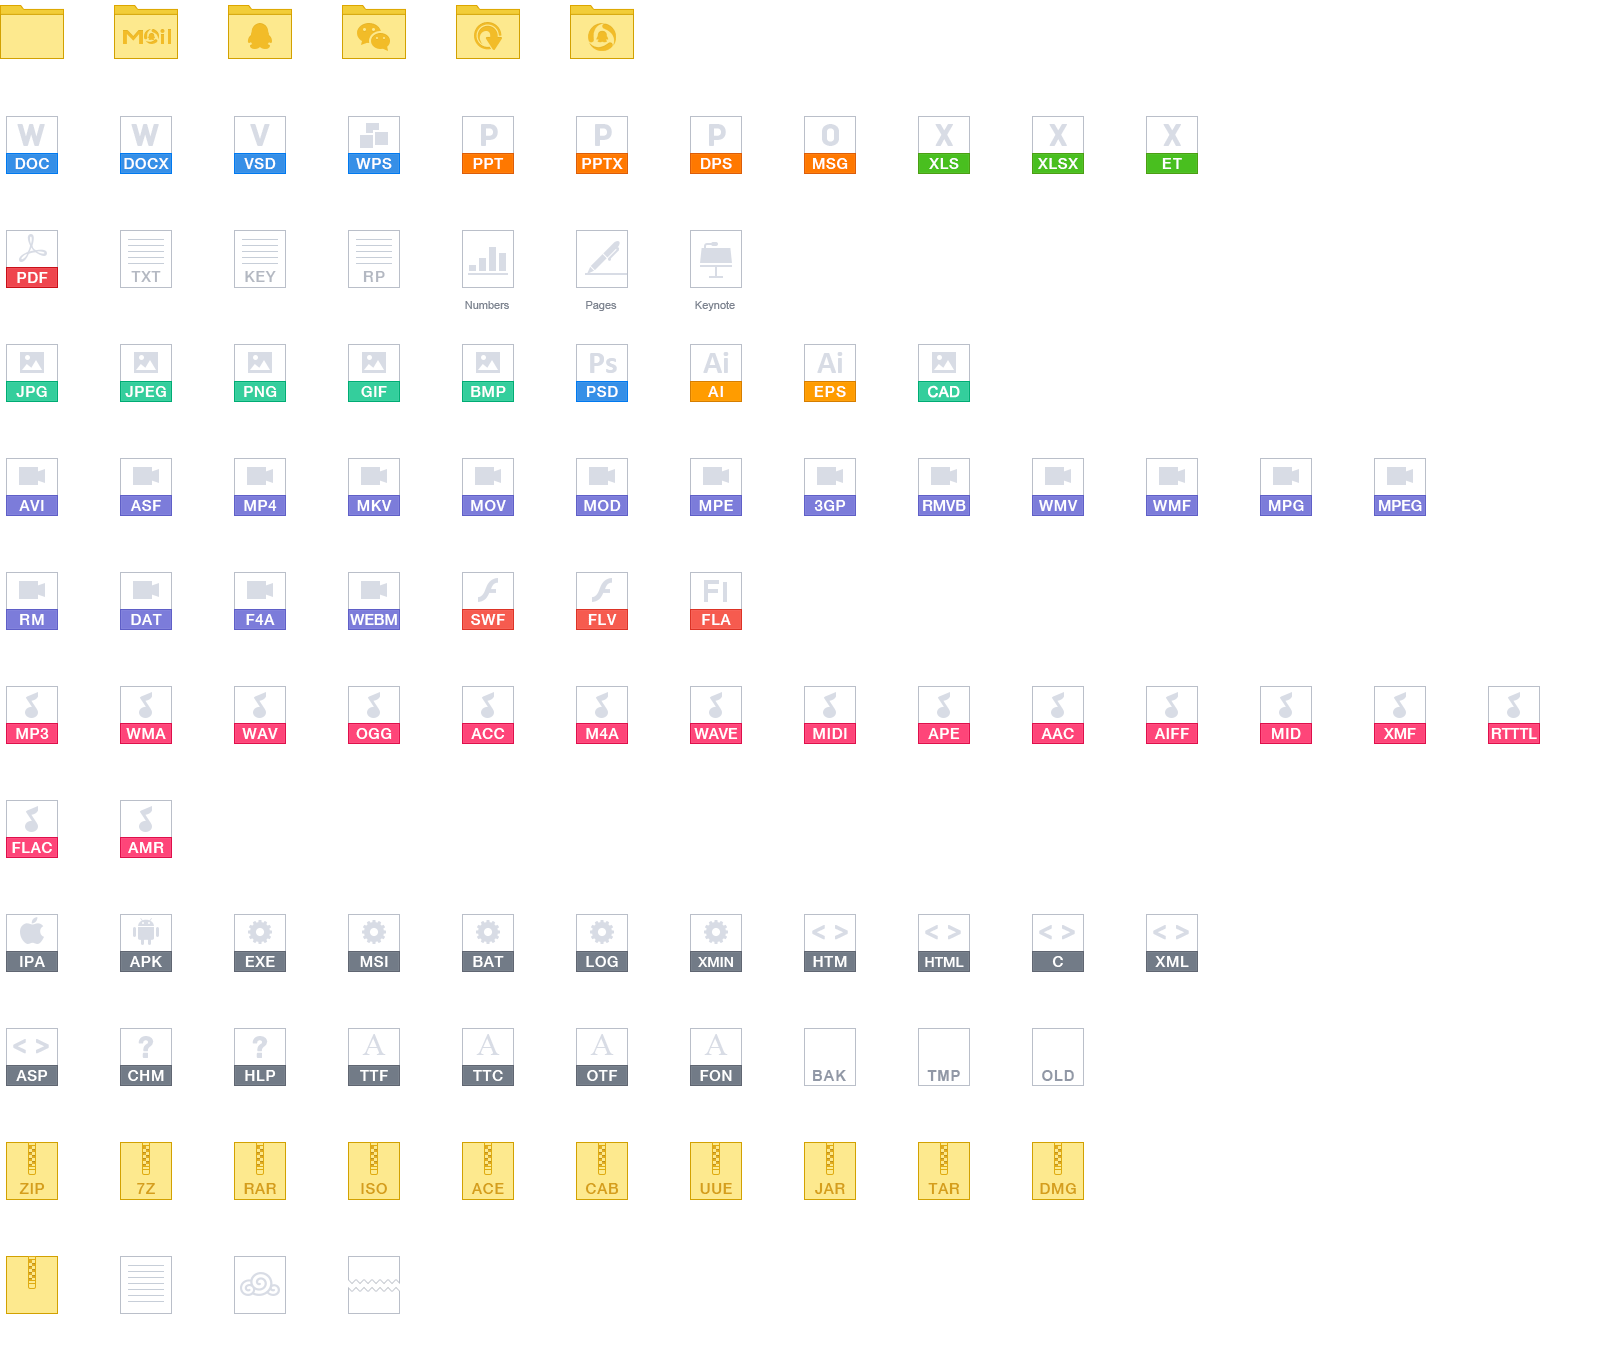 Mail
W W V P P P O X X X
DOC DOCX VSD WPS PPT PPTX DPS MSG XLS XLSX ET
PDF TXT KEY RP
Numbers Pages Keynote
Ps Ai Ai
JPG JPEG PNG GIF BMP PSD AI EPS CAD
AVI ASF MP4 MKV MOV MOD MPE 3GP RMVB WMV WMF MPG MPEG
Fl
RM DAT F4A WEBM SWF FLV FLA
MP3 WMA WAV OGG ACC M4A WAVE MIDI APE AAC AIFF MID XMF RTTTL
FLAC AMR
< > < > < > < >
IPA APK EXE MSI BAT LOG XMIN HTM HTML C XML
< > ? ? A A A A
ASP CHM HLP TTF TTC OTF FON BAK TMP OLD
ZIP 7Z RAR ISO ACE CAB UUE JAR TAR DMG